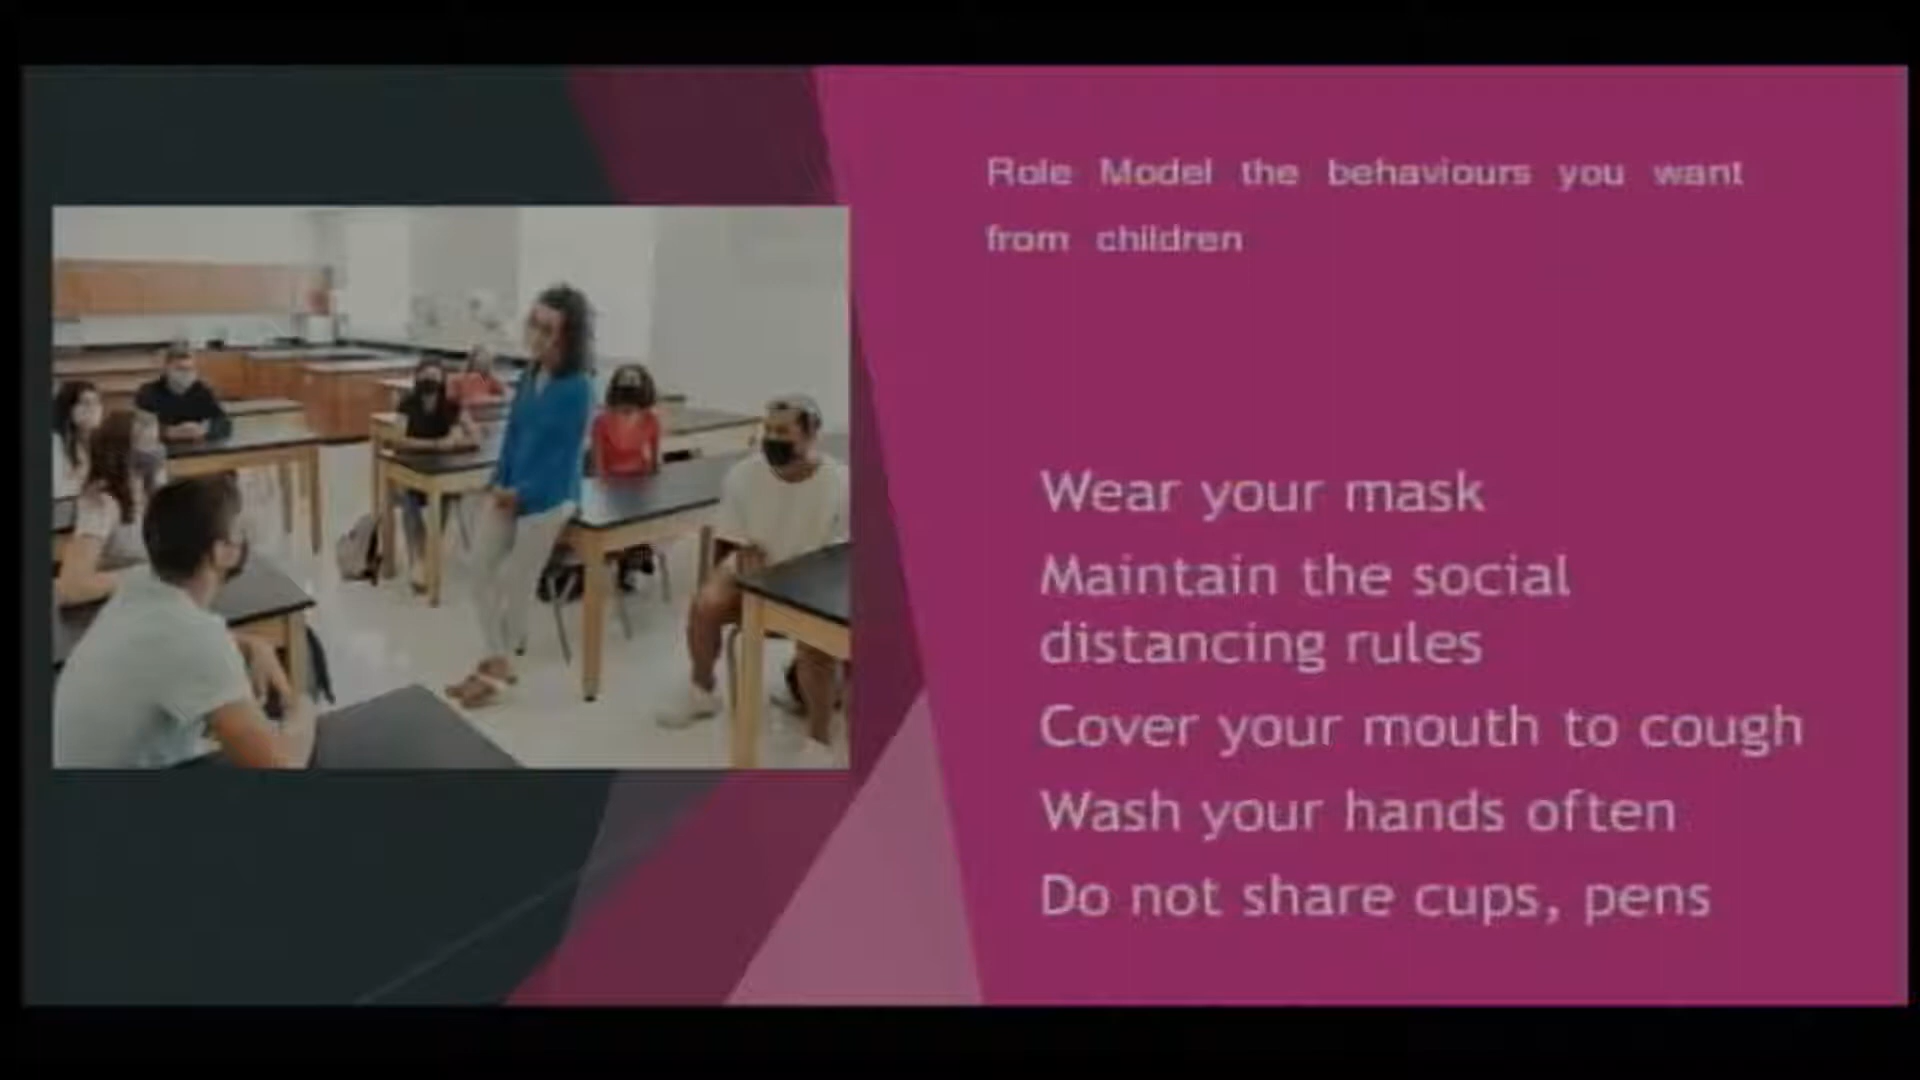 Role Model the behaviours you want
from children
Wear your mask
Maintain the social
distancing rules
Cover your mouth to cough
Wash your hands often
Do not share cups, pens